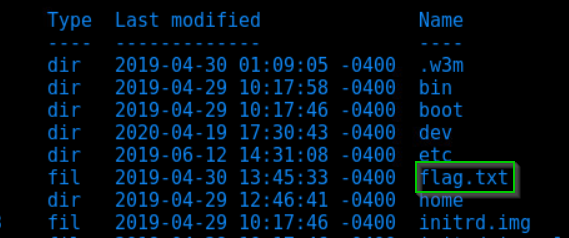 Type Last modified Name
---- ------------- ----
dir 2019-04-30 01:09:05 -0400 .w3m
dir 2019-04-29 10:17:58 -0400 bin
dir 2019-04-29 10:17:46 -0400 boot
dir 2020-04-19 17:30:43 -0400 dev
dir 2019-06-12 14:31:08 -0400 etc
fil 2019-04-30 13:45:33 -0400 flag.txt
dir 2019-04-29 12:46:41 -0400 home
fil 2019-04-29 10:17:46 -0400 initrd.img